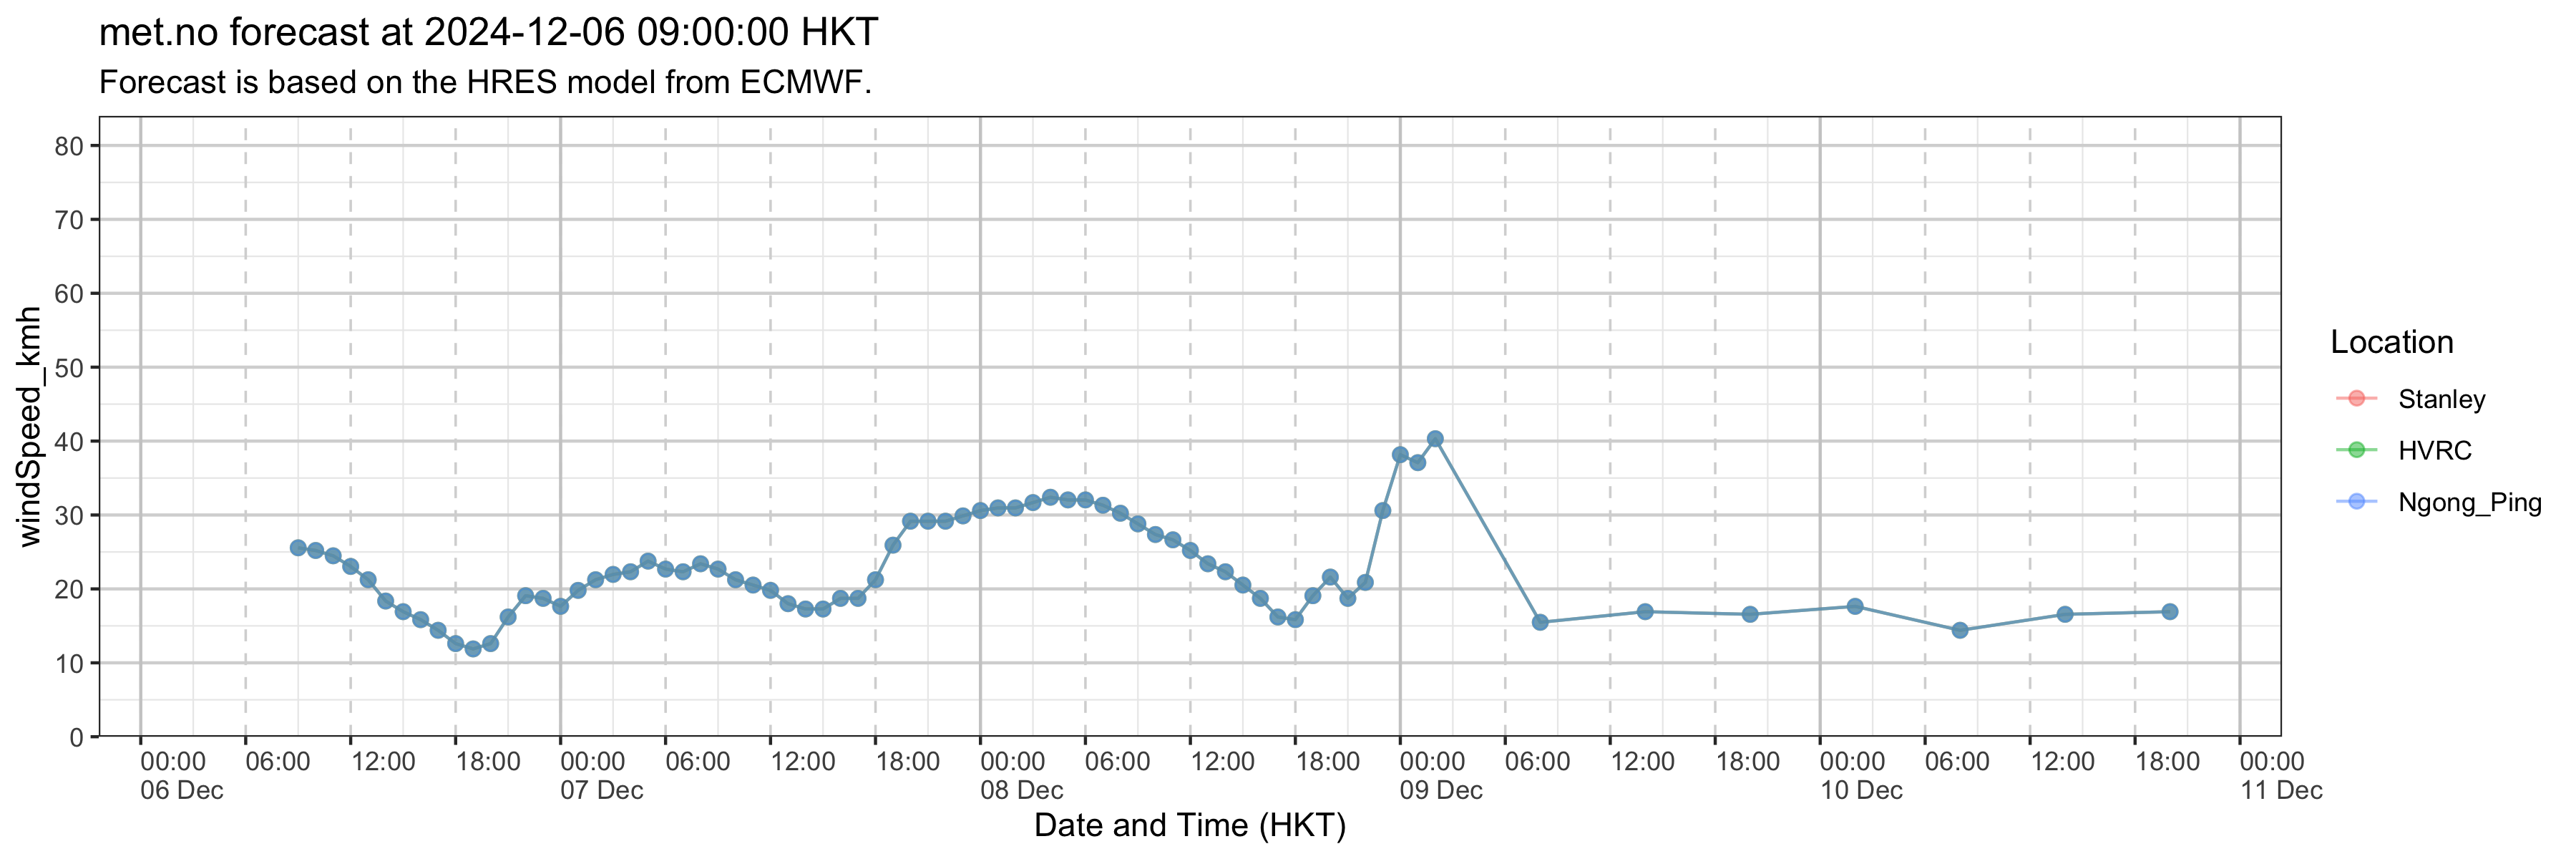 met.no forecast at 2024-12-06 09:00:00 HKT
Forecast is based on the HRES model from ECMWF.
windSpeed_kmh
80
70
60
50
40
30
20
10
0
00:00 06:00 12:00 18:00 00:00 06:00 12:00 18:00 00:00 06:00 12:00 18:00 00:00 06:00 12:00 18:00 00:00 06:00 12:00 18:00 00:00
06 Dec 07 Dec 08 Dec 09 Dec 10 Dec 11 Dec
Date and Time (HKT)
Location
Stanley
HVRC
Ngong_Ping